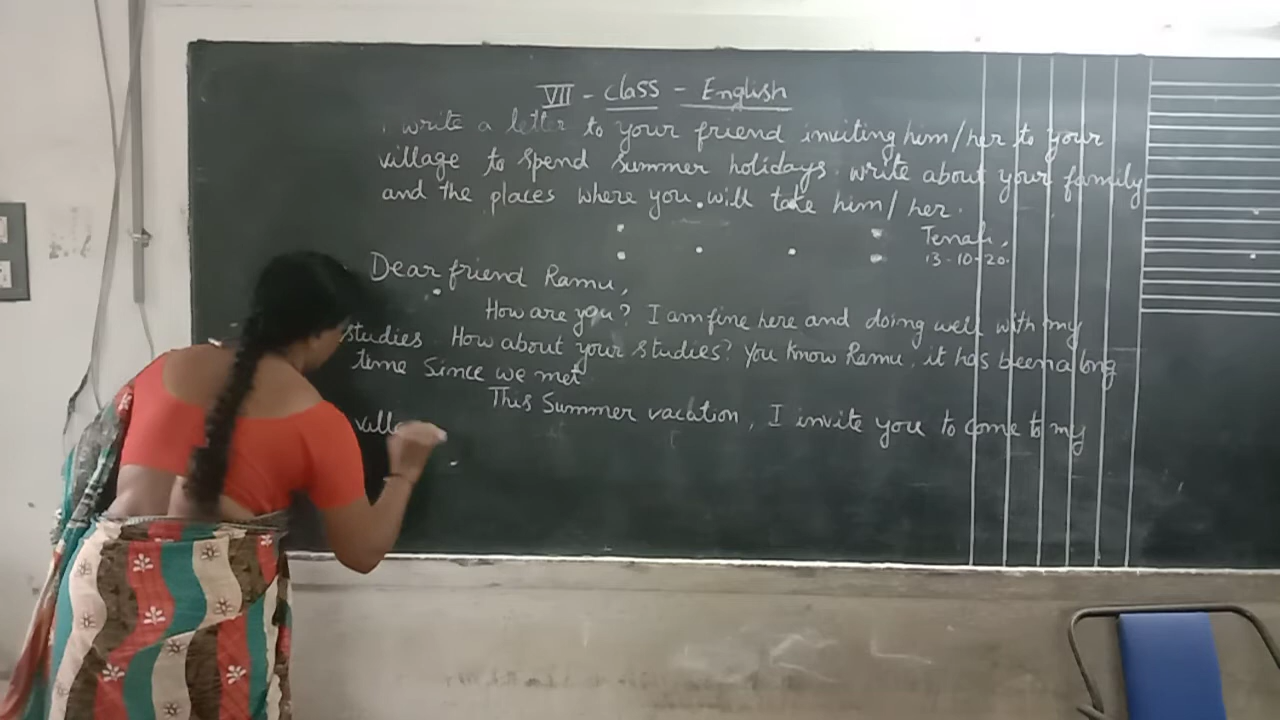 VII - class - English
write a letter to your friend inviting him/her to your
village to spend summer holidays. write about your family
and the places where you will take him/her.
Tenali,
13-10-20.
Dear friend Ramu,
How are you? I am fine here and doing well with my
studies. How about your studies? You know Ramu, it has been a long
time Since we met
This Summer vacation, I invite you to come to my